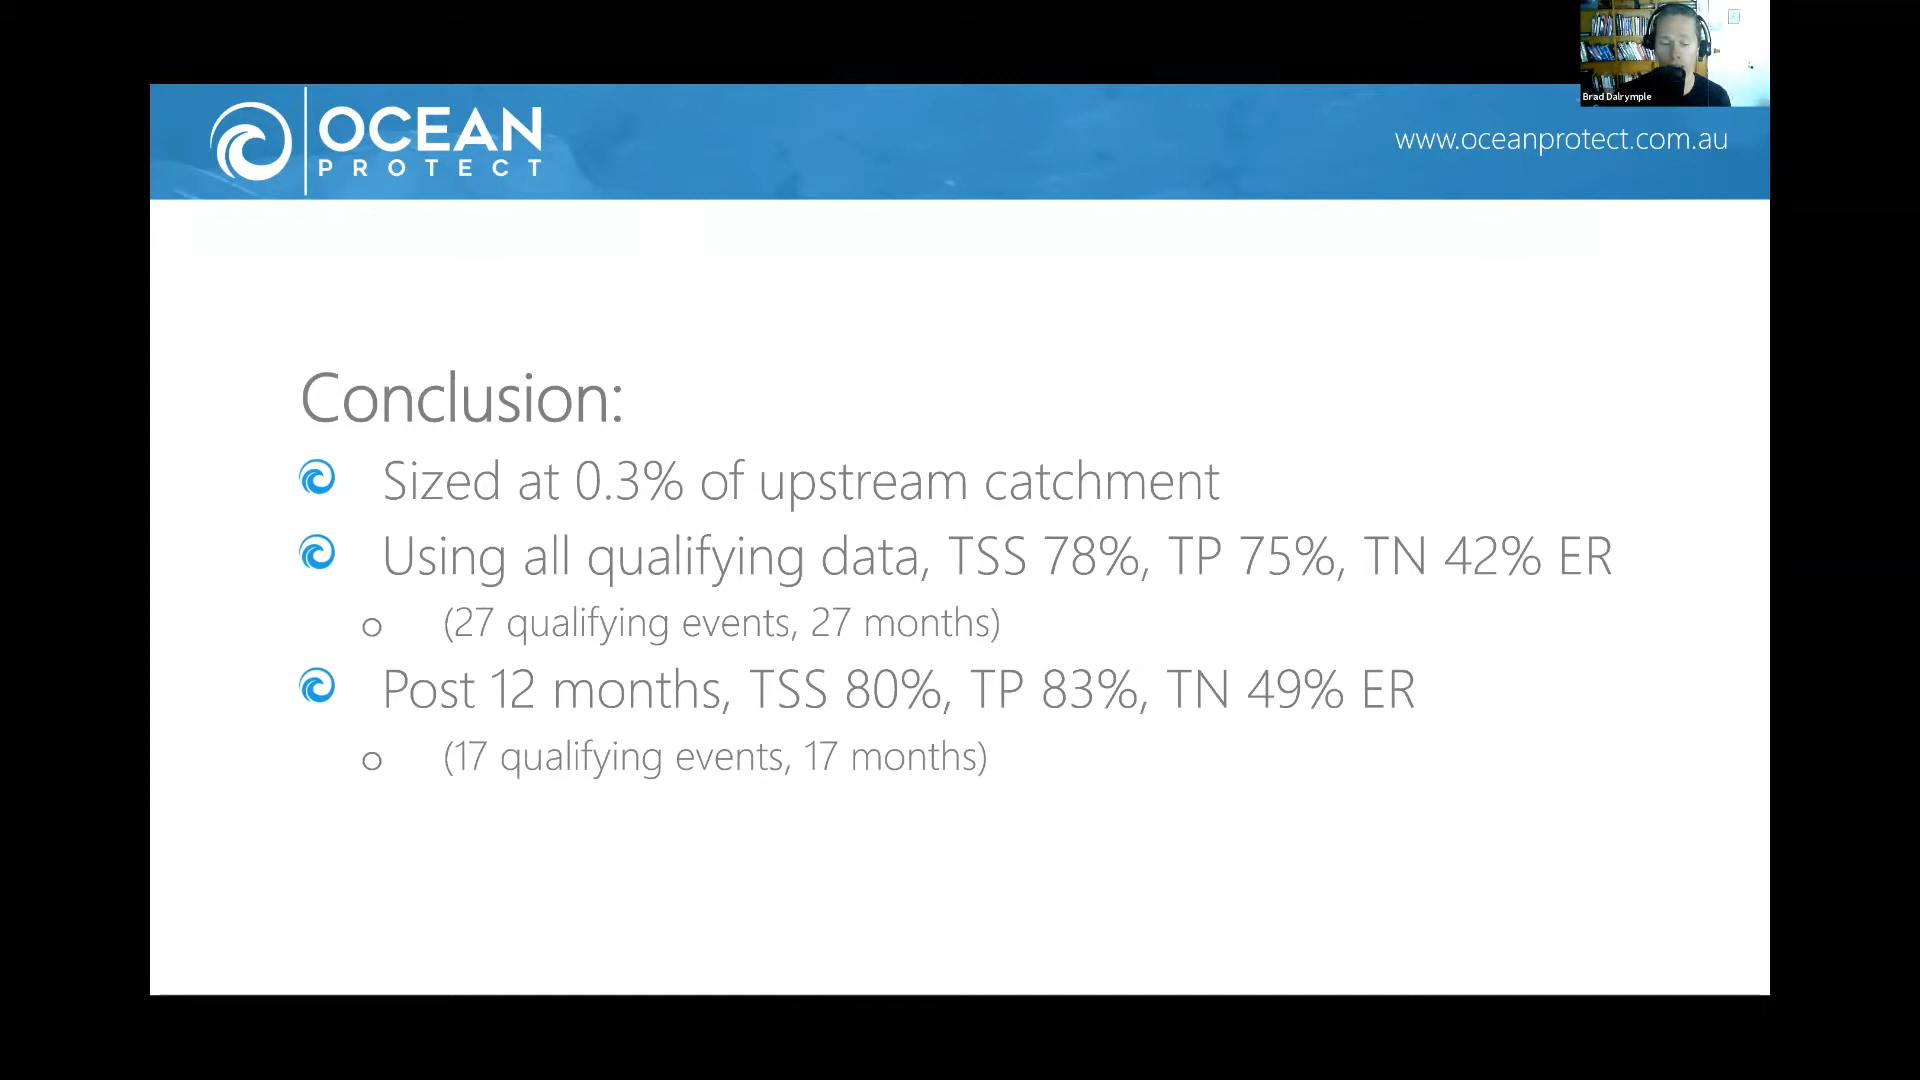 Brad Dalrymple
OCEAN
PROTECT
www.oceanprotect.com.au
Conclusion:
Sized at 0.3% of upstream catchment
Using all qualifying data, TSS 78%, TP 75%, TN 42% ER
(27 qualifying events, 27 months)
Post 12 months, TSS 80%, TP 83%, TN 49% ER
(17 qualifying events, 17 months)